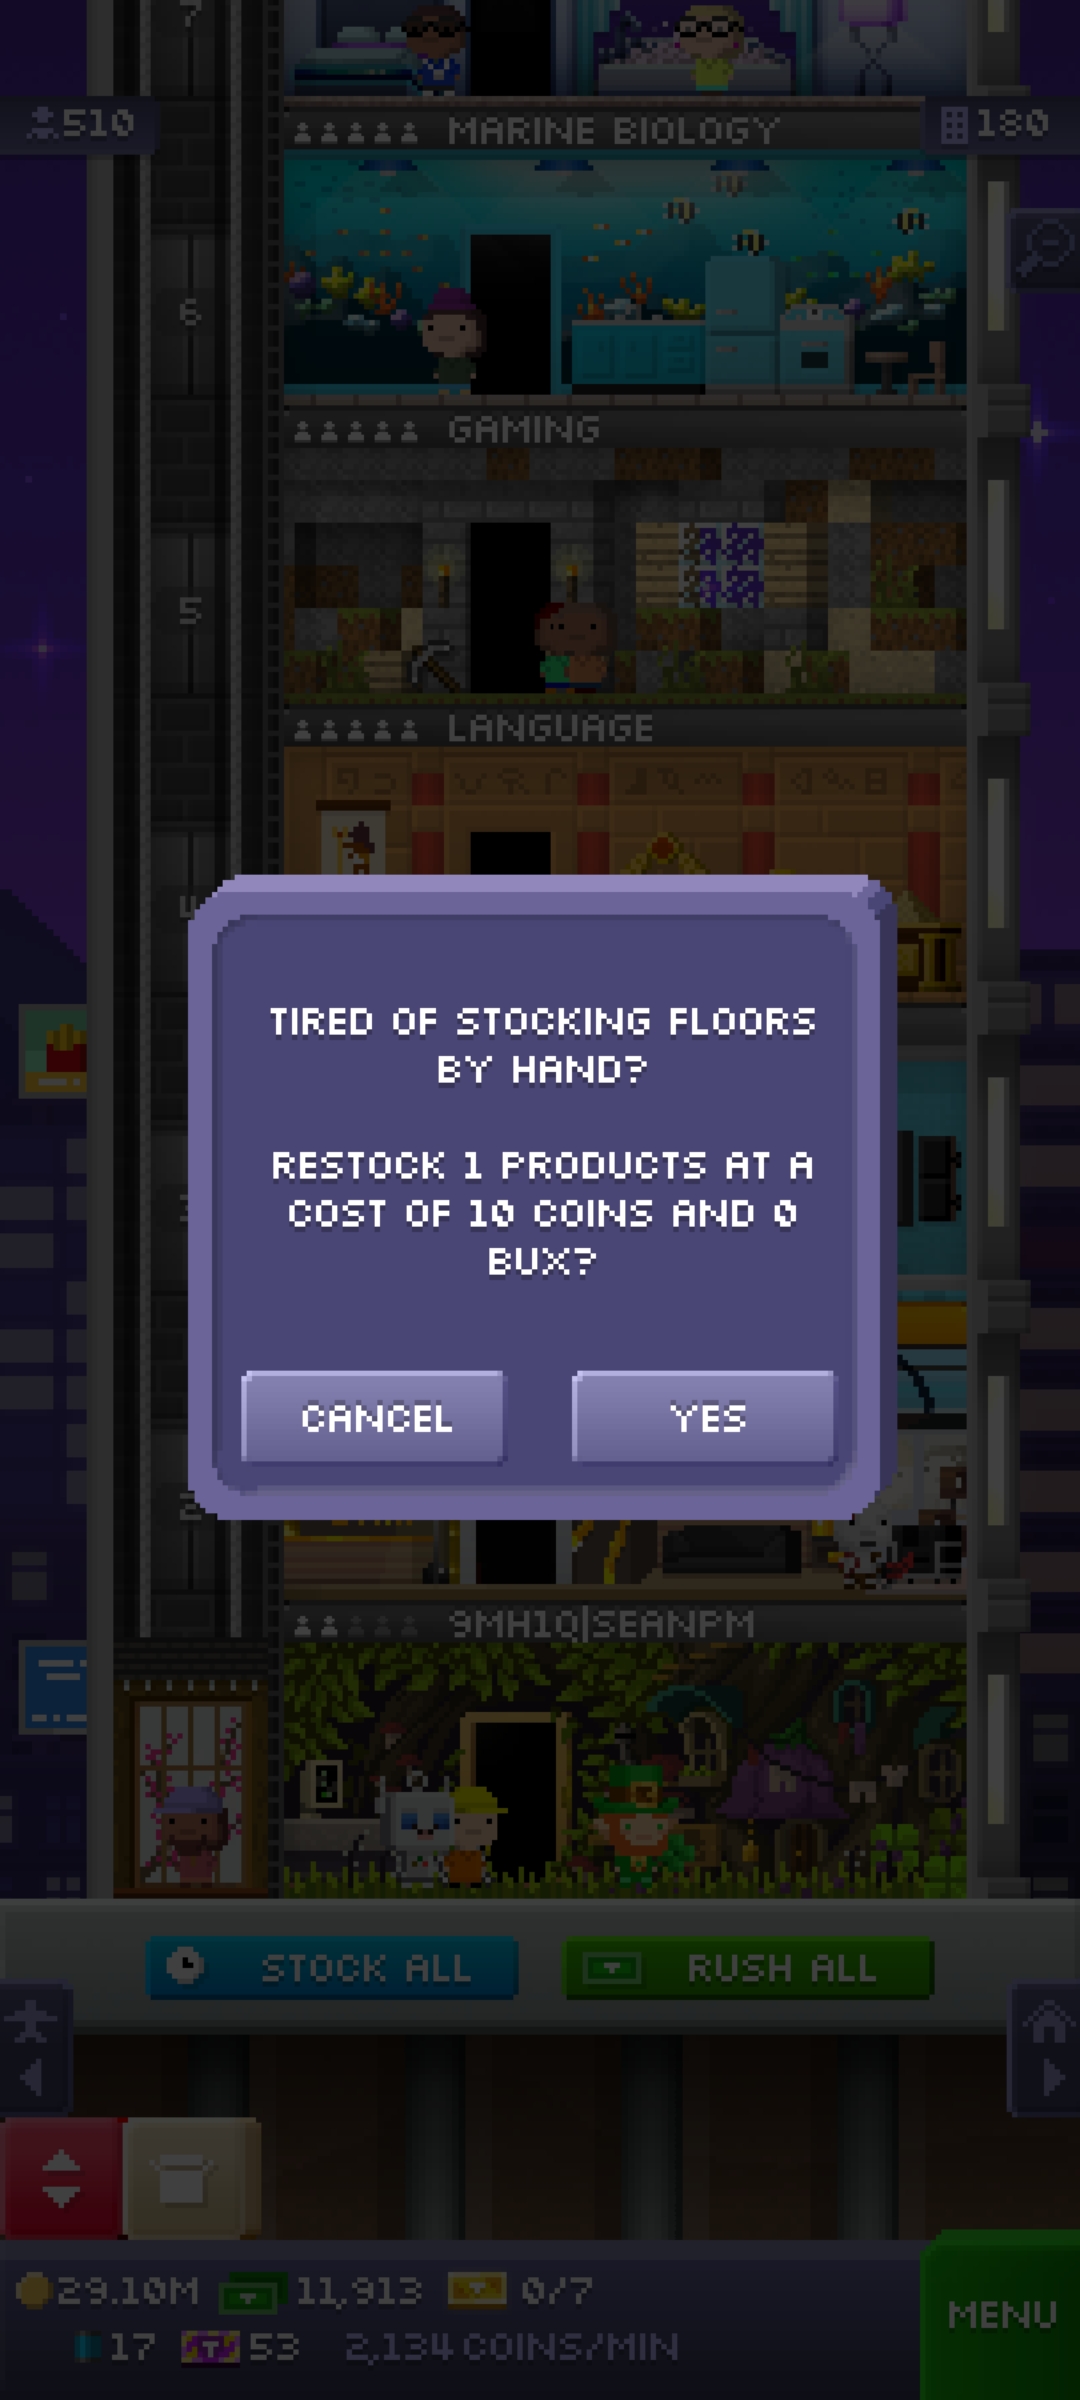 7
510
MARINE BIOLOGY
180
6
GAMING
5
LANGUAGE
TIRED OF STOCKING FLOORS
BY HAND?
RESTOCK 1 PRODUCTS AT A
COST OF 10 COINS AND 0
BUX?
CANCEL
YES
2
9MH1Q|SEANPM
STOCK ALL
RUSH ALL
29.10M
11,913
0/7
MENU
17
53
2,134 COINS/MIN